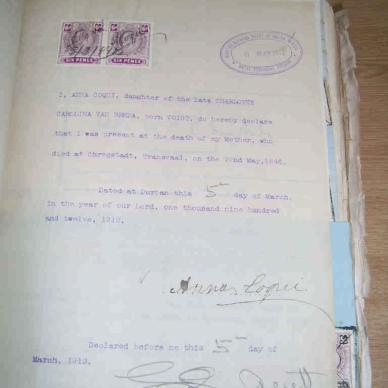 SIX PENCE SIX PENCE
I, ANNA COQUI, daughter of the late CHARLOTTE
CAROLINA VAN BREDA, born VOIGT, do hereby declare
that I was present at the death of my Mother, who
died at Ohrogstadt, Transvaal, on the 22nd May, 1846.
Dated at Durban this 5th day of March,
in the year of our Lord, one thousand nine hundred
and twelve, 1912.
Anna Coqui
Declared before me this 5th day of
March, 1912.